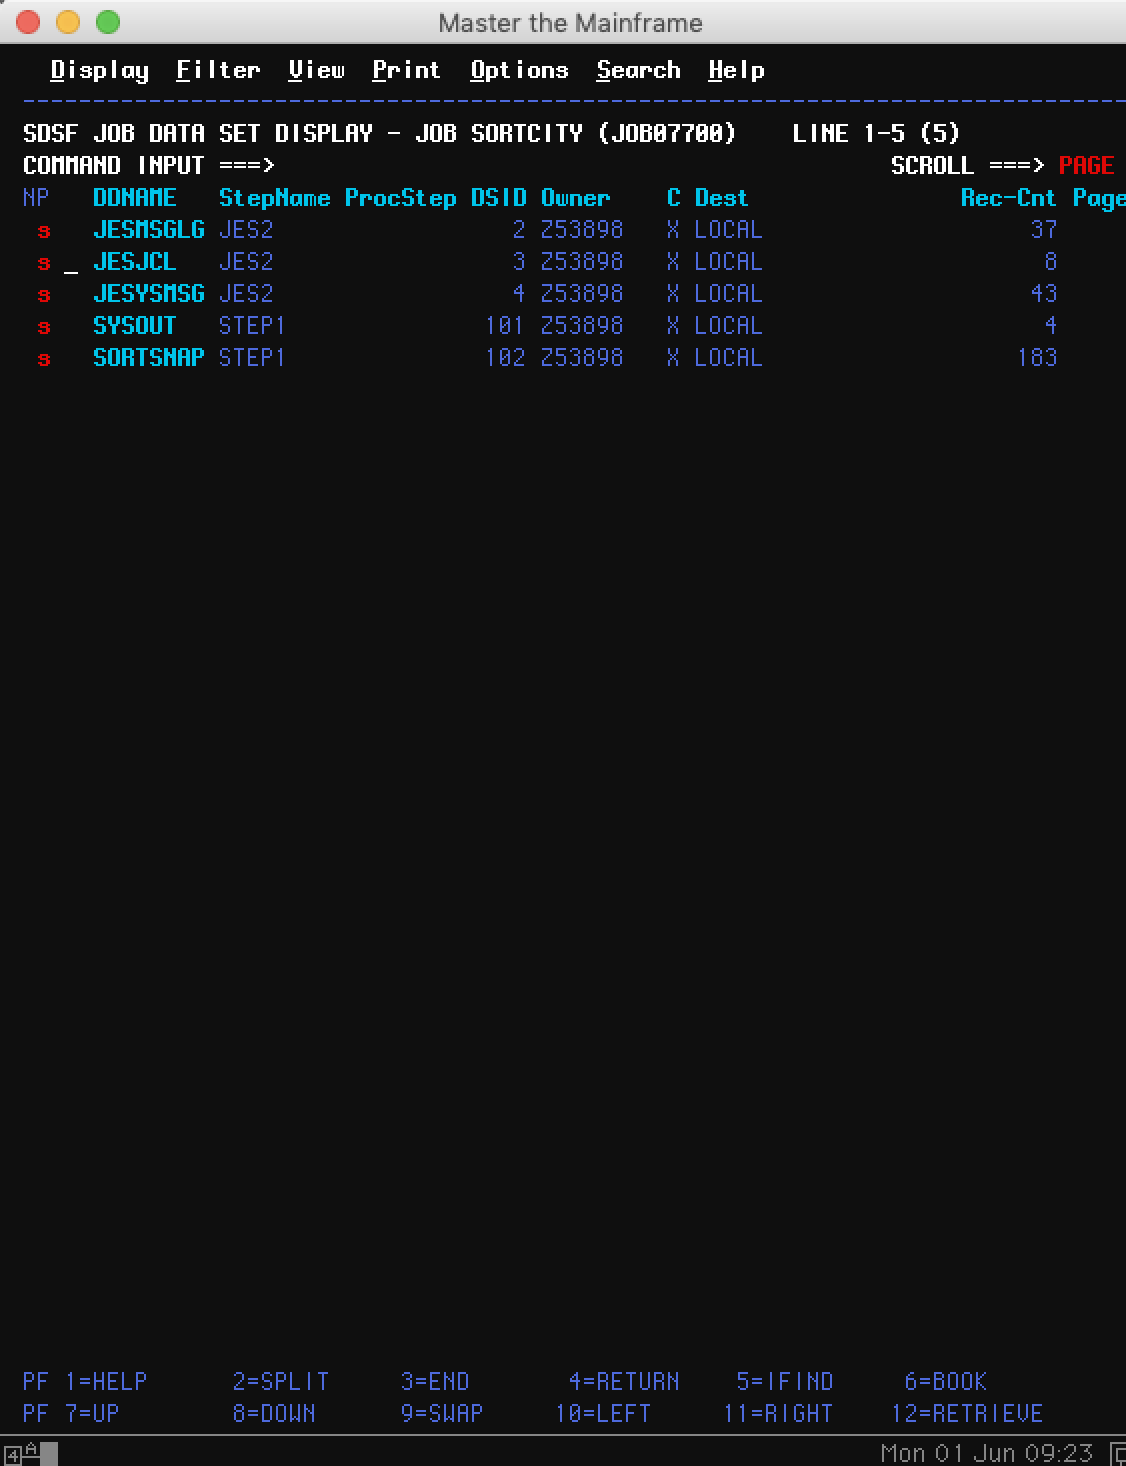 Master the Mainframe
Display Filter View Print Options Search Help
SDSF JOB DATA SET DISPLAY - JOB SORTCITY (JOB07700) LINE 1-5 (5)
COMMAND INPUT ===> SCROLL ===> PAGE
NP DDNAME StepName ProcStep DSID Owner C Dest Rec-Cnt Page
s JESMSGLG JES2 2 Z53898 X LOCAL 37
s _ JESJCL JES2 3 Z53898 X LOCAL 8
s JESYSMSG JES2 4 Z53898 X LOCAL 43
s SYSOUT STEP1 101 Z53898 X LOCAL 4
s SORTSNAP STEP1 102 Z53898 X LOCAL 183
PF 1=HELP 2=SPLIT 3=END 4=RETURN 5=IFIND 6=BOOK
PF 7=UP 8=DOWN 9=SWAP 10=LEFT 11=RIGHT 12=RETRIEVE
4 A Mon 01 Jun 09:23